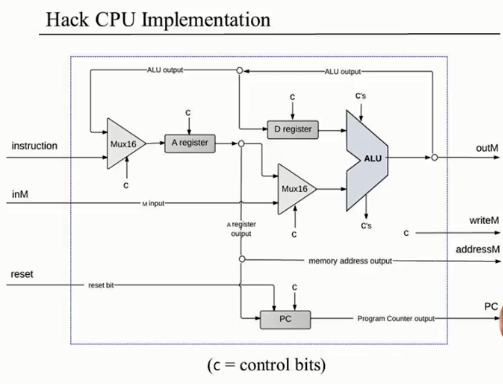 Hack CPU Implementation
ALU output
ALU output
C
C
C's
instruction
Mux16
A register
D register
ALU
outM
C
Mux16
inM
M input
A register
output
C
C's
C
writeM
addressM
memory address output
reset
reset bit
C
PC
PC
Program Counter output
(c = control bits)